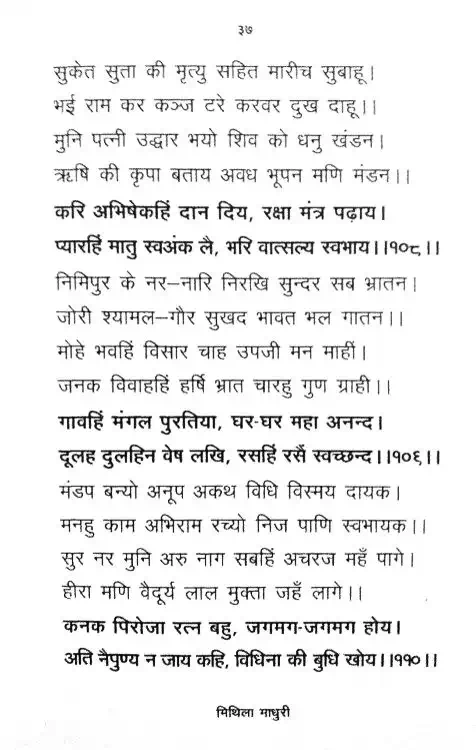 ३७
सुकेत सुता की मृत्यु सहित मारीच सुबाहू।
भई राम कर कञ्ज टरे करवर दुख दाहू।।
मुनि पत्नी उद्धार भयो शिव को धनु खंडन।
ऋषि की कृपा बताय अवध भूपन मणि मंडन।।
करि अभिषेकहिं दान दिय, रक्षा मंत्र पढ़ाय।
प्यारहिं मातु स्वअंक लै, भरि वात्सल्य स्वभाय।।१०८।।
निमिपुर के नर–नारि निरखि सुन्दर सब भ्रातन।
जोरी श्यामल–गौर सुखद भावत भल गातन।।
मोहे भवहिं विसार चाह उपजी मन माहीं।
जनक विवाहहिं हर्षि भ्रात चारहु गुण ग्राही।।
गावहिं मंगल पुरतिया, घर-घर महा अनन्द।
दूलह दुलहिन वेष लखि, रसहिं रसैं स्वच्छन्द।।१०६।।
मंडप बन्यो अनूप अकथ विधि विस्मय दायक।
मनहु काम अभिराम रच्यो निज पाणि स्वभायक।।
सुर नर मुनि अरु नाग सबहिं अचरज महँ पागे।
हीरा मणि वैदूर्य लाल मुक्ता जहँ लागे।।
कनक पिरोजा रत्न बहु, जगमग-जगमग होय।
अति नैपुण्य न जाय कहि, विधिना की बुधि खोय।।११०।।
मिथिला माधुरी